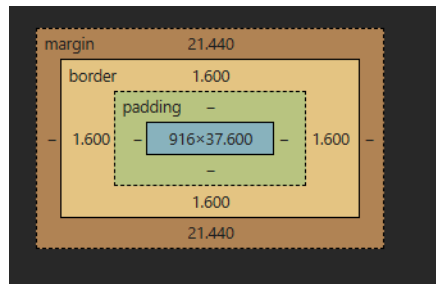 margin 21.440
border 1.600
padding –
– 1.600 – 916×37.600 – 1.600 –
–
1.600
21.440